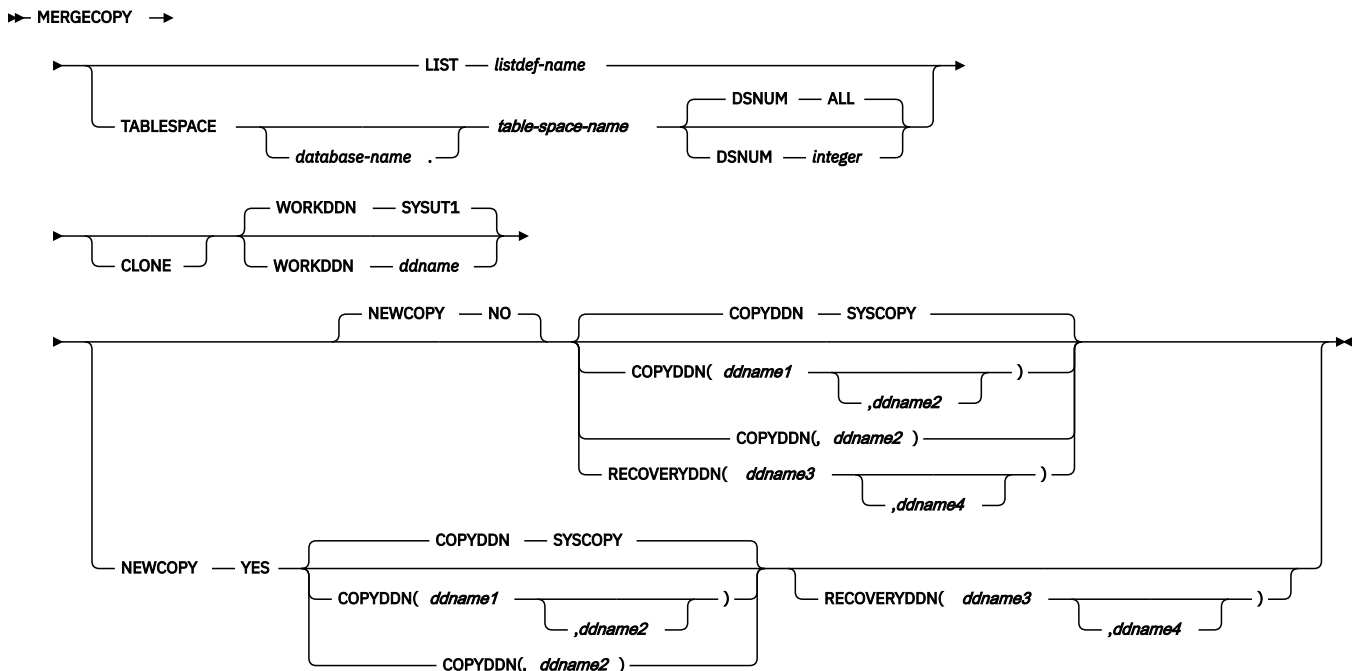 MERGECOPY
LIST listdef-name
DSNUM ALL
TABLESPACE table-space-name
database-name .
DSNUM integer
WORKDDN SYSUT1
CLONE
WORKDDN ddname
NEWCOPY NO
COPYDDN SYSCOPY
COPYDDN( ddname1 )
,ddname2
COPYDDN(, ddname2 )
RECOVERYDDN( ddname3 )
,ddname4
COPYDDN SYSCOPY
NEWCOPY YES
COPYDDN( ddname1 )
,ddname2
RECOVERYDDN( ddname3 )
,ddname4
COPYDDN(, ddname2 )